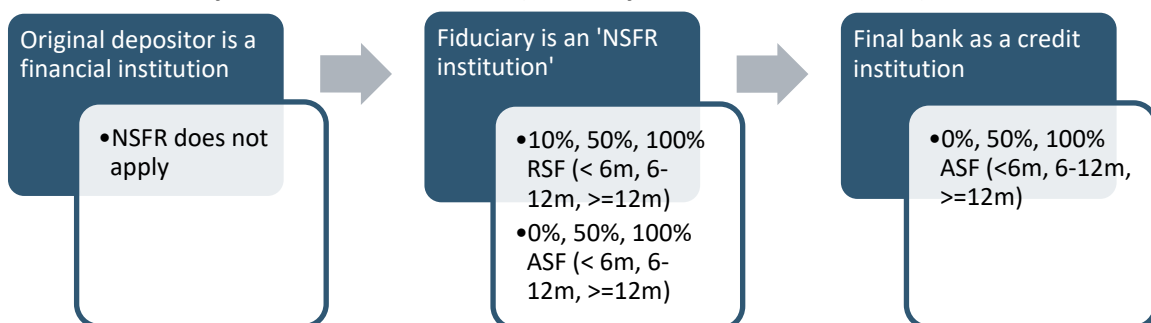 Original depositor is a
financial institution
•NSFR does not
apply
Fiduciary is an 'NSFR
institution'
•10%, 50%, 100%
RSF (< 6m, 6-
12m, >=12m)
•0%, 50%, 100%
ASF (< 6m, 6-
12m, >=12m)
Final bank as a credit
institution
•0%, 50%, 100%
ASF (<6m, 6-12m,
>=12m)